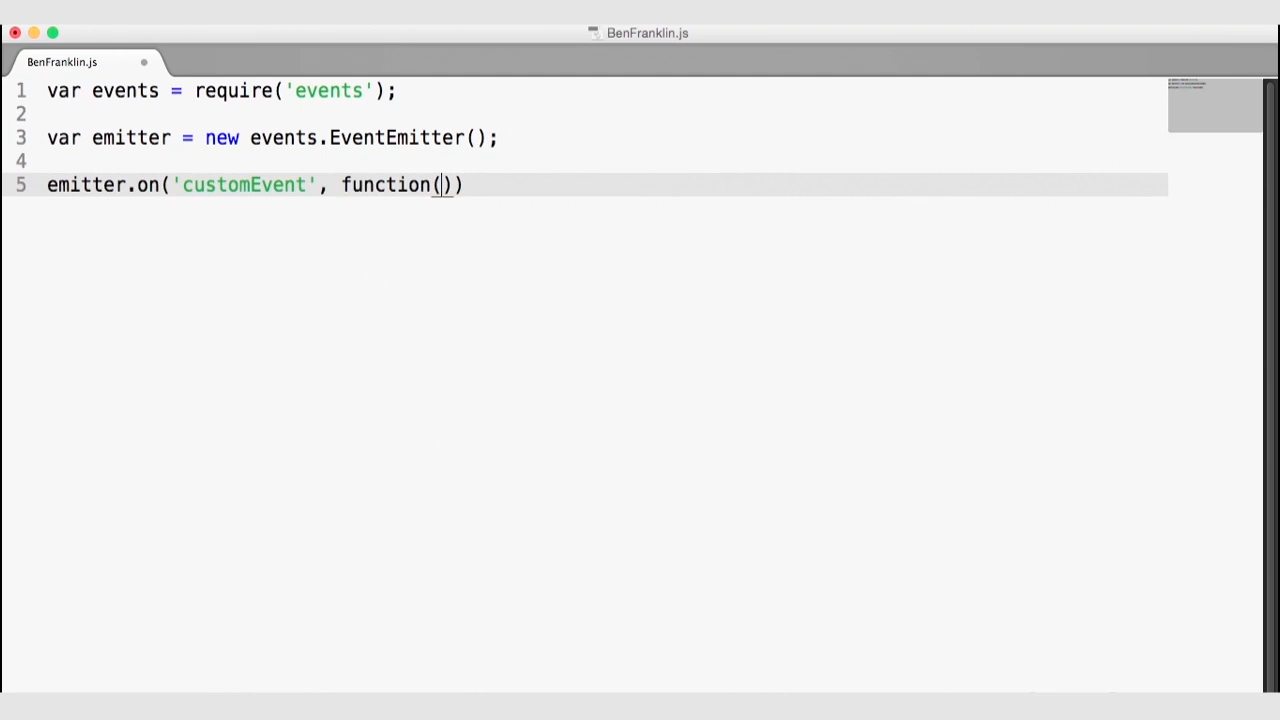 BenFranklin.js
BenFranklin.js
1 var events = require('events');
2
3 var emitter = new events.EventEmitter();
4
5 emitter.on('customEvent', function())